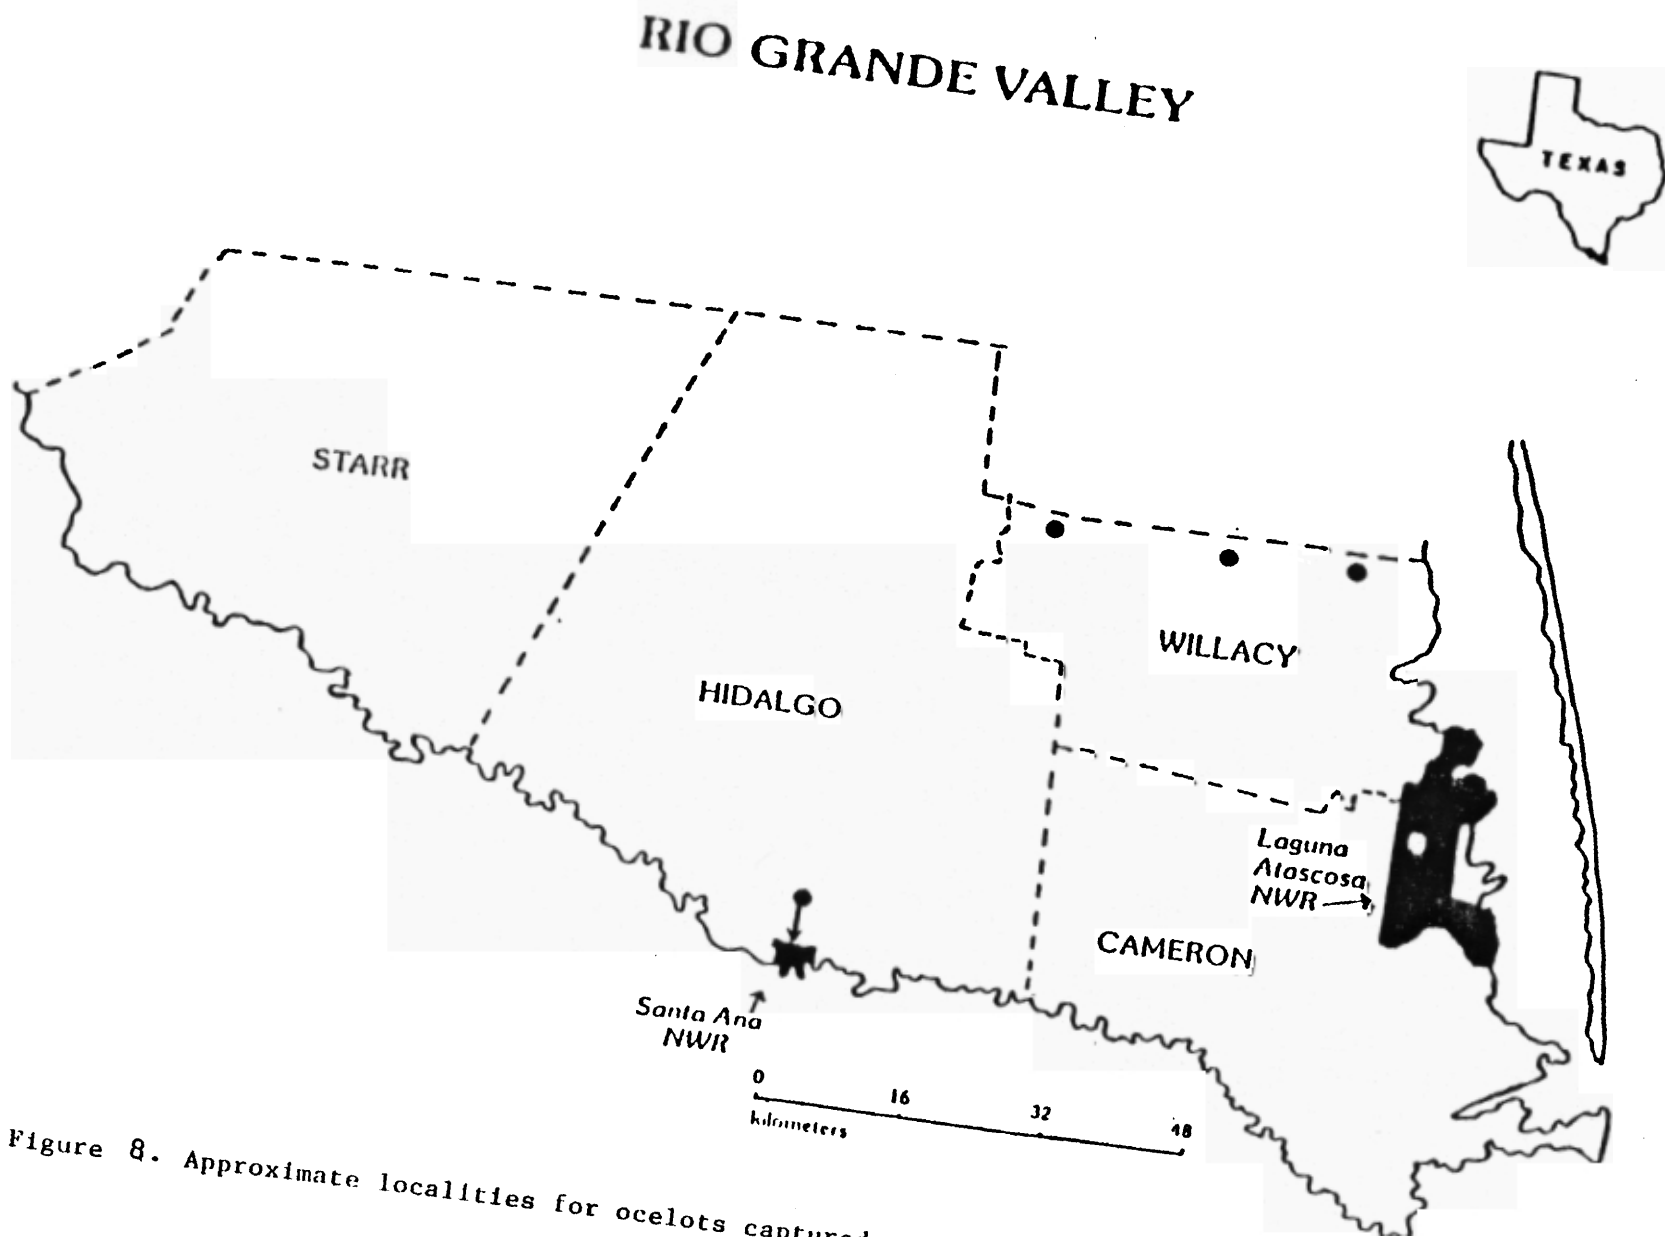 RIO GRANDE VALLEY
TEXAS
STARR
HIDALGO
WILLACY
Laguna
Atascosa
NWR
CAMERON
Santa Ana
NWR
0 16 32 48
kilometers
Figure 8. Approximate localities for ocelots captured